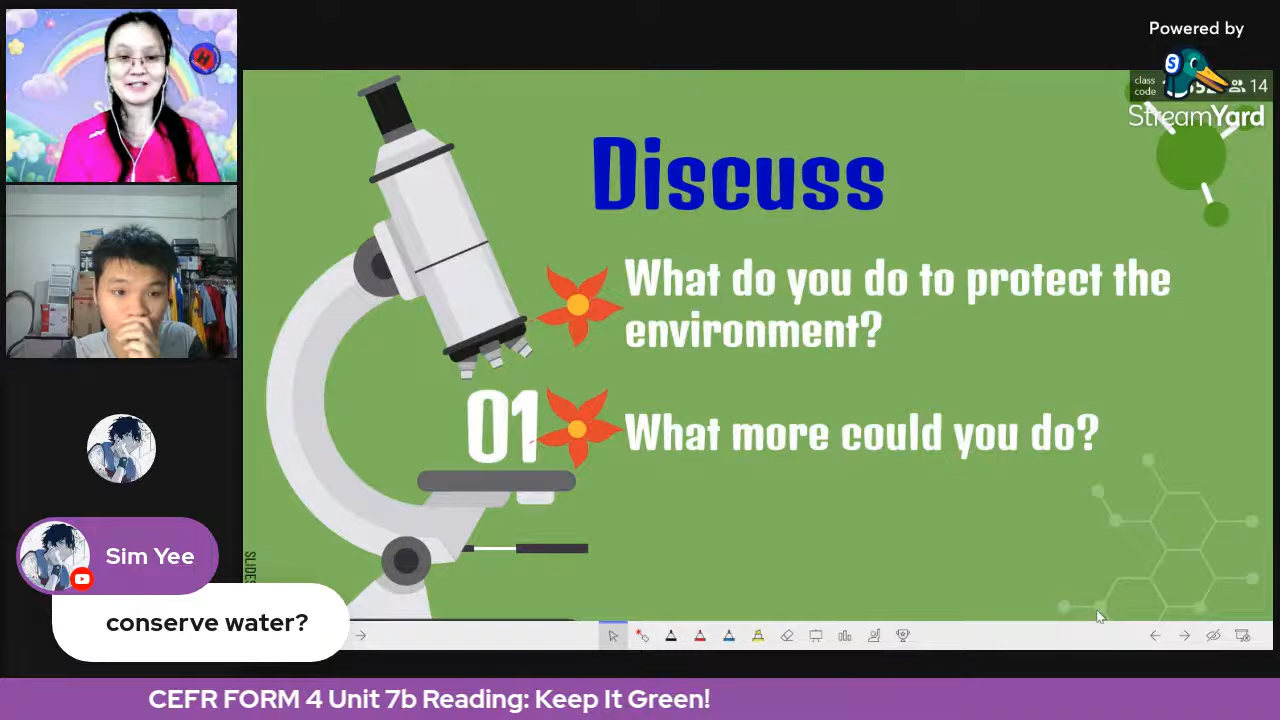 Powered by
class
code
14
StreamYard
Discuss
What do you do to protect the
environment?
01
What more could you do?
SLIDES
Sim Yee
conserve water?
CEFR FORM 4 Unit 7b Reading: Keep It Green!